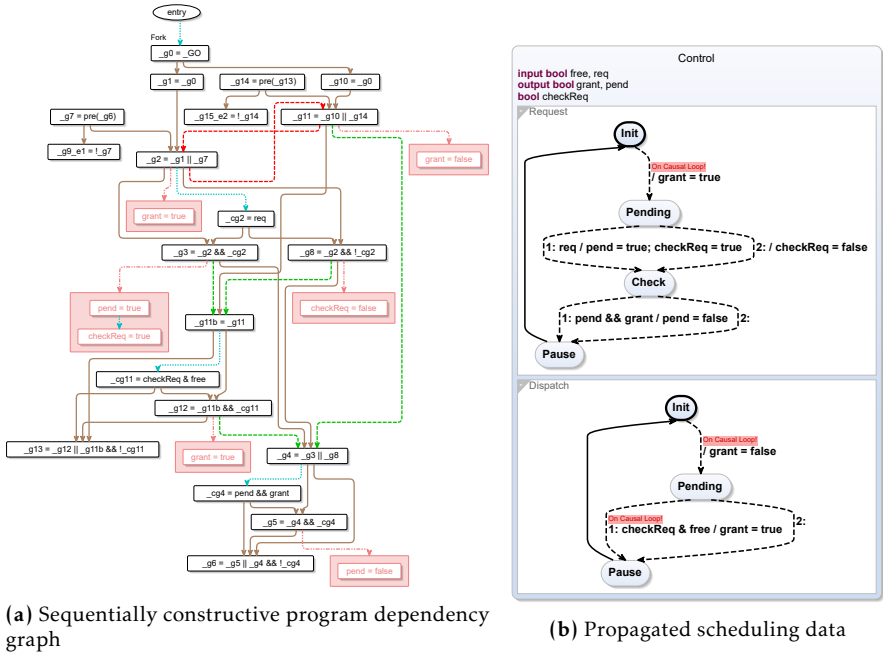 entry
Fork
_g0 = _GO
_g1 = _g0
_g14 = pre(_g13)
_g10 = _g0
_g7 = pre(_g6)
_g15_e2 = !_g14
_g11 = _g10 || _g14
_g9_e1 = !_g7
_g2 = _g1 || _g7
grant = false
grant = true
_cg2 = req
_g3 = _g2 && _cg2
_g8 = _g2 && !_cg2
pend = true
checkReq = false
_g11b = _g11
checkReq = true
_cg11 = checkReq & free
_g12 = _g11b && _cg11
_g13 = _g12 || _g11b && !_cg11
grant = true
_g4 = _g3 || _g8
_cg4 = pend && grant
_g5 = _g4 && _cg4
_g6 = _g5 || _g4 && !_cg4
pend = false
(a) Sequentially constructive program dependency
graph
Control
input bool free, req
output bool grant, pend
bool checkReq
Request
Init
On Causal Loop!
/ grant = true
Pending
1: req / pend = true; checkReq = true
2: / checkReq = false
Check
1: pend && grant / pend = false
2:
Pause
Dispatch
Init
On Causal Loop!
/ grant = false
Pending
On Causal Loop!
1: checkReq & free / grant = true
2:
Pause
(b) Propagated scheduling data